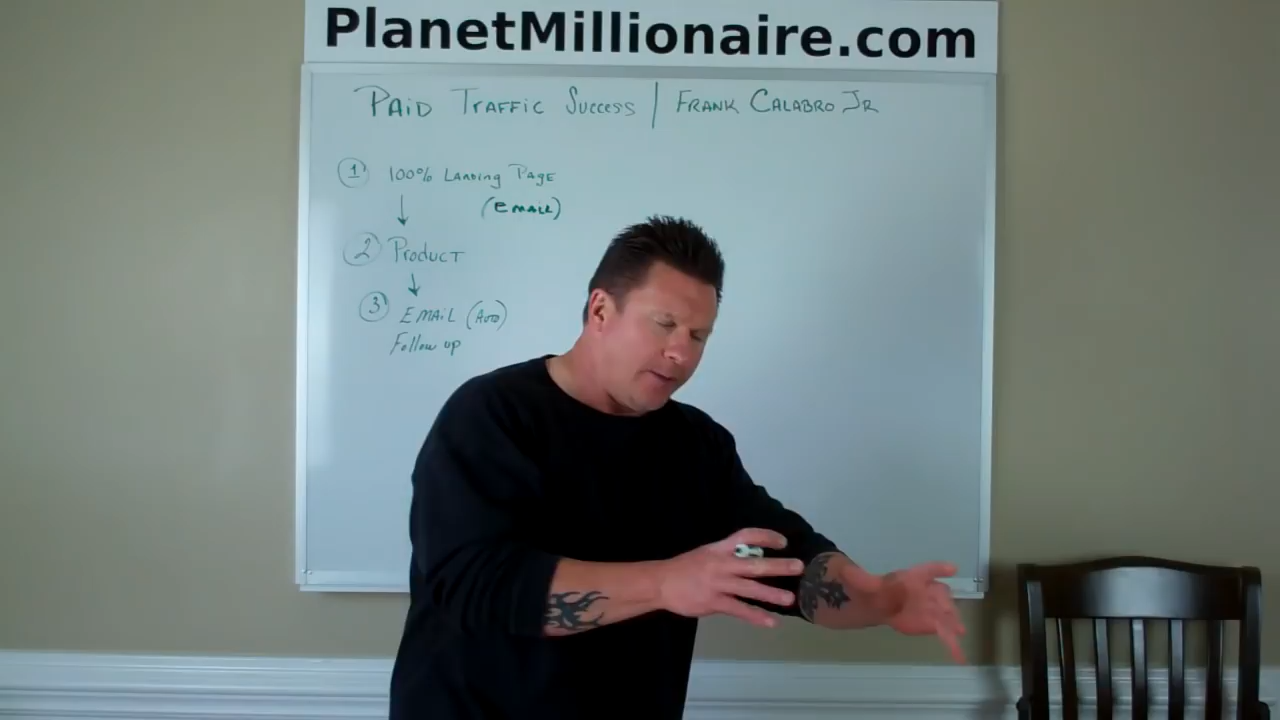 PlanetMillionaire.com
PAID TRAFFIC SUCCESS | FRANK CALABRO JR
1 100% LANDING PAGE
(EMAIL)
2 PRODUCT
3 EMAIL (AUTO)
Follow up